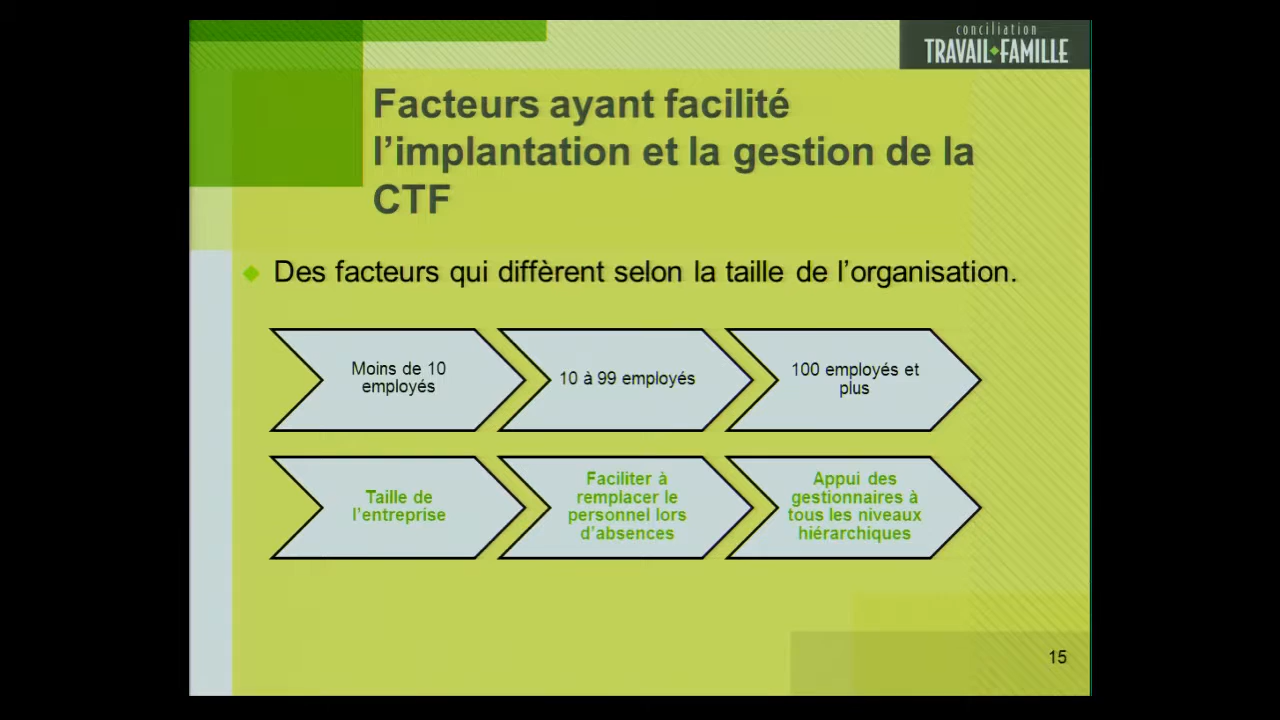 conciliation
TRAVAIL FAMILLE
Facteurs ayant facilité
l'implantation et la gestion de la
CTF
Des facteurs qui diffèrent selon la taille de l'organisation.
Moins de 10
employés
10 à 99 employés
100 employés et
plus
Taille de
l'entreprise
Faciliter à
remplacer le
personnel lors
d'absences
Appui des
gestionnaires à
tous les niveaux
hiérarchiques
15